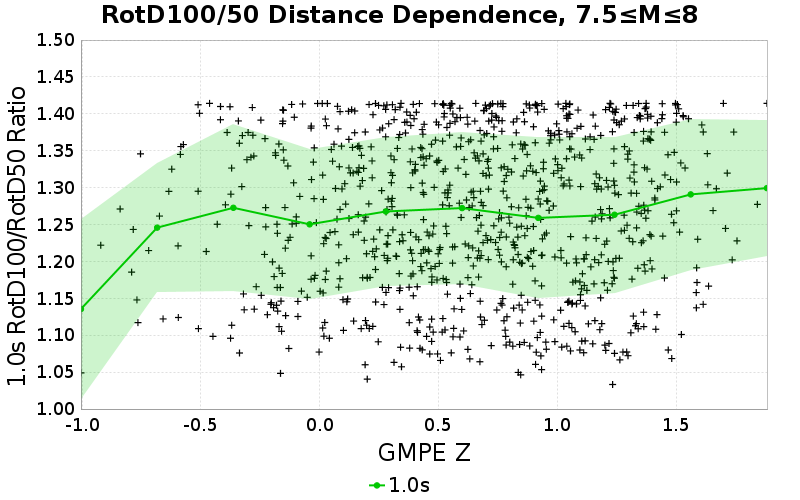 RotD100/50 Distance Dependence, 7.5≤M≤8
1.0s RotD100/RotD50 Ratio
1.50
1.45
1.40
1.35
1.30
1.25
1.20
1.15
1.10
1.05
1.00
-1.0 -0.5 0.0 0.5 1.0 1.5
GMPE Z
1.0s